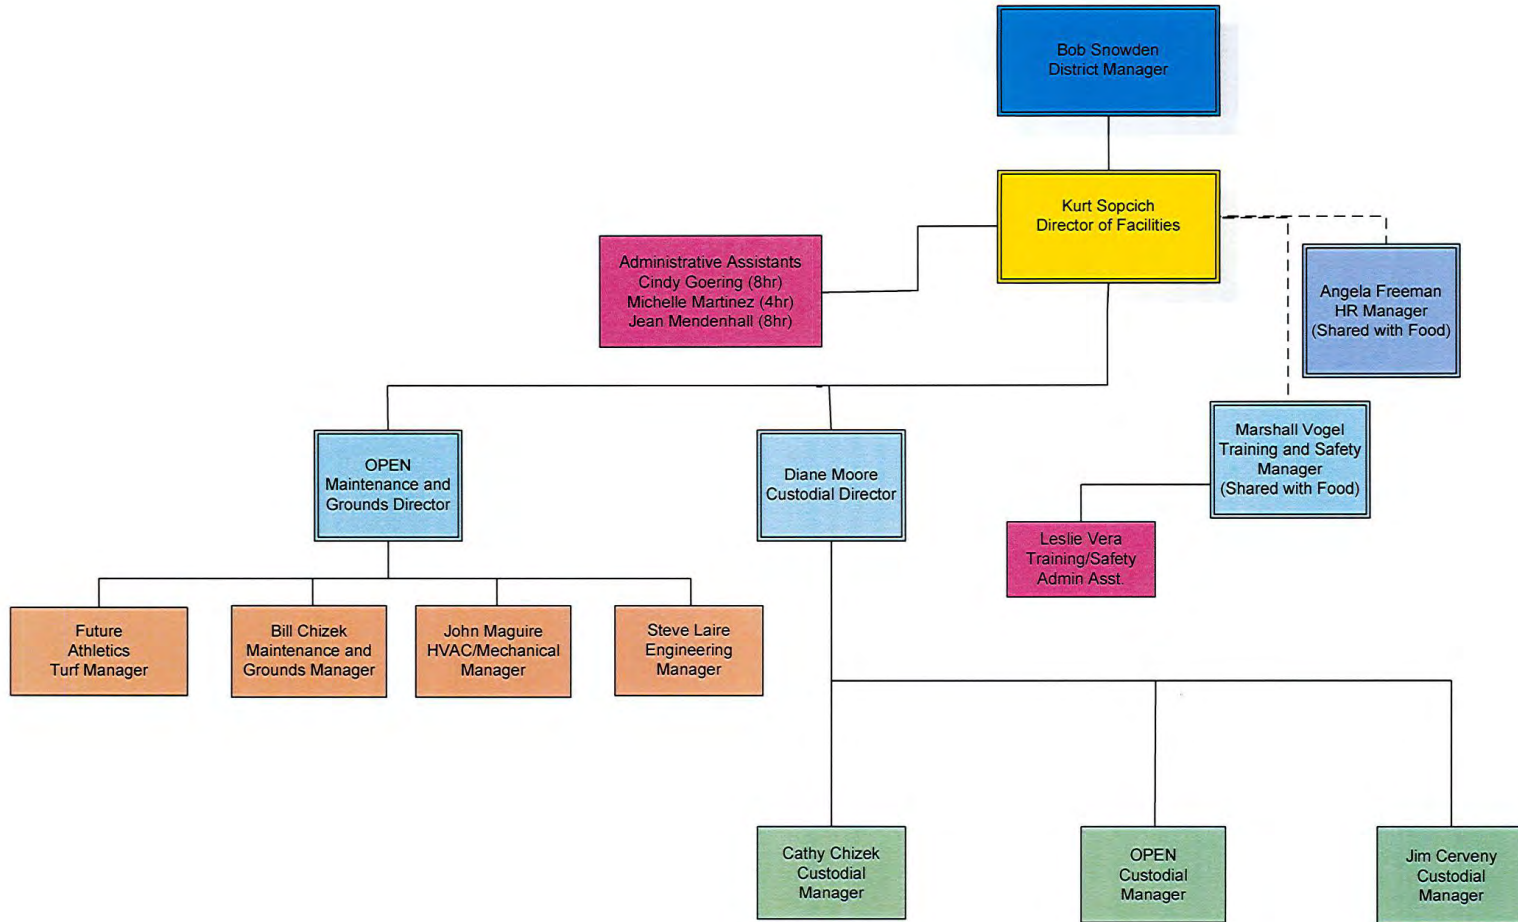 Bob Snowden
District Manager
Kurt Sopcich
Director of Facilities
Administrative Assistants
Cindy Goering (8hr)
Michelle Martinez (4hr)
Jean Mendenhall (8hr)
Angela Freeman
HR Manager
(Shared with Food)
Marshall Vogel
Training and Safety
Manager
(Shared with Food)
Leslie Vera
Training/Safety
Admin Asst.
OPEN
Maintenance and
Grounds Director
Diane Moore
Custodial Director
Future
Athletics
Turf Manager
Bill Chizek
Maintenance and
Grounds Manager
John Maguire
HVAC/Mechanical
Manager
Steve Laire
Engineering
Manager
Cathy Chizek
Custodial
Manager
OPEN
Custodial
Manager
Jim Cerveny
Custodial
Manager